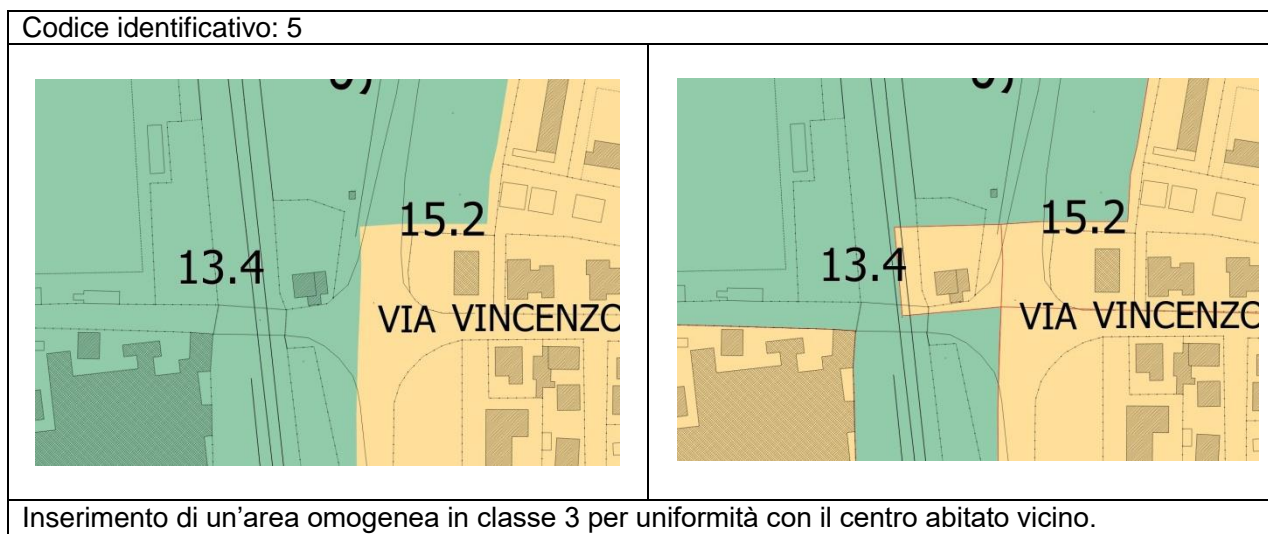 Codice identificativo: 5
15.2
13.4
VIA VINCENZO
15.2
13.4
VIA VINCENZO
Inserimento di un’area omogenea in classe 3 per uniformità con il centro abitato vicino.